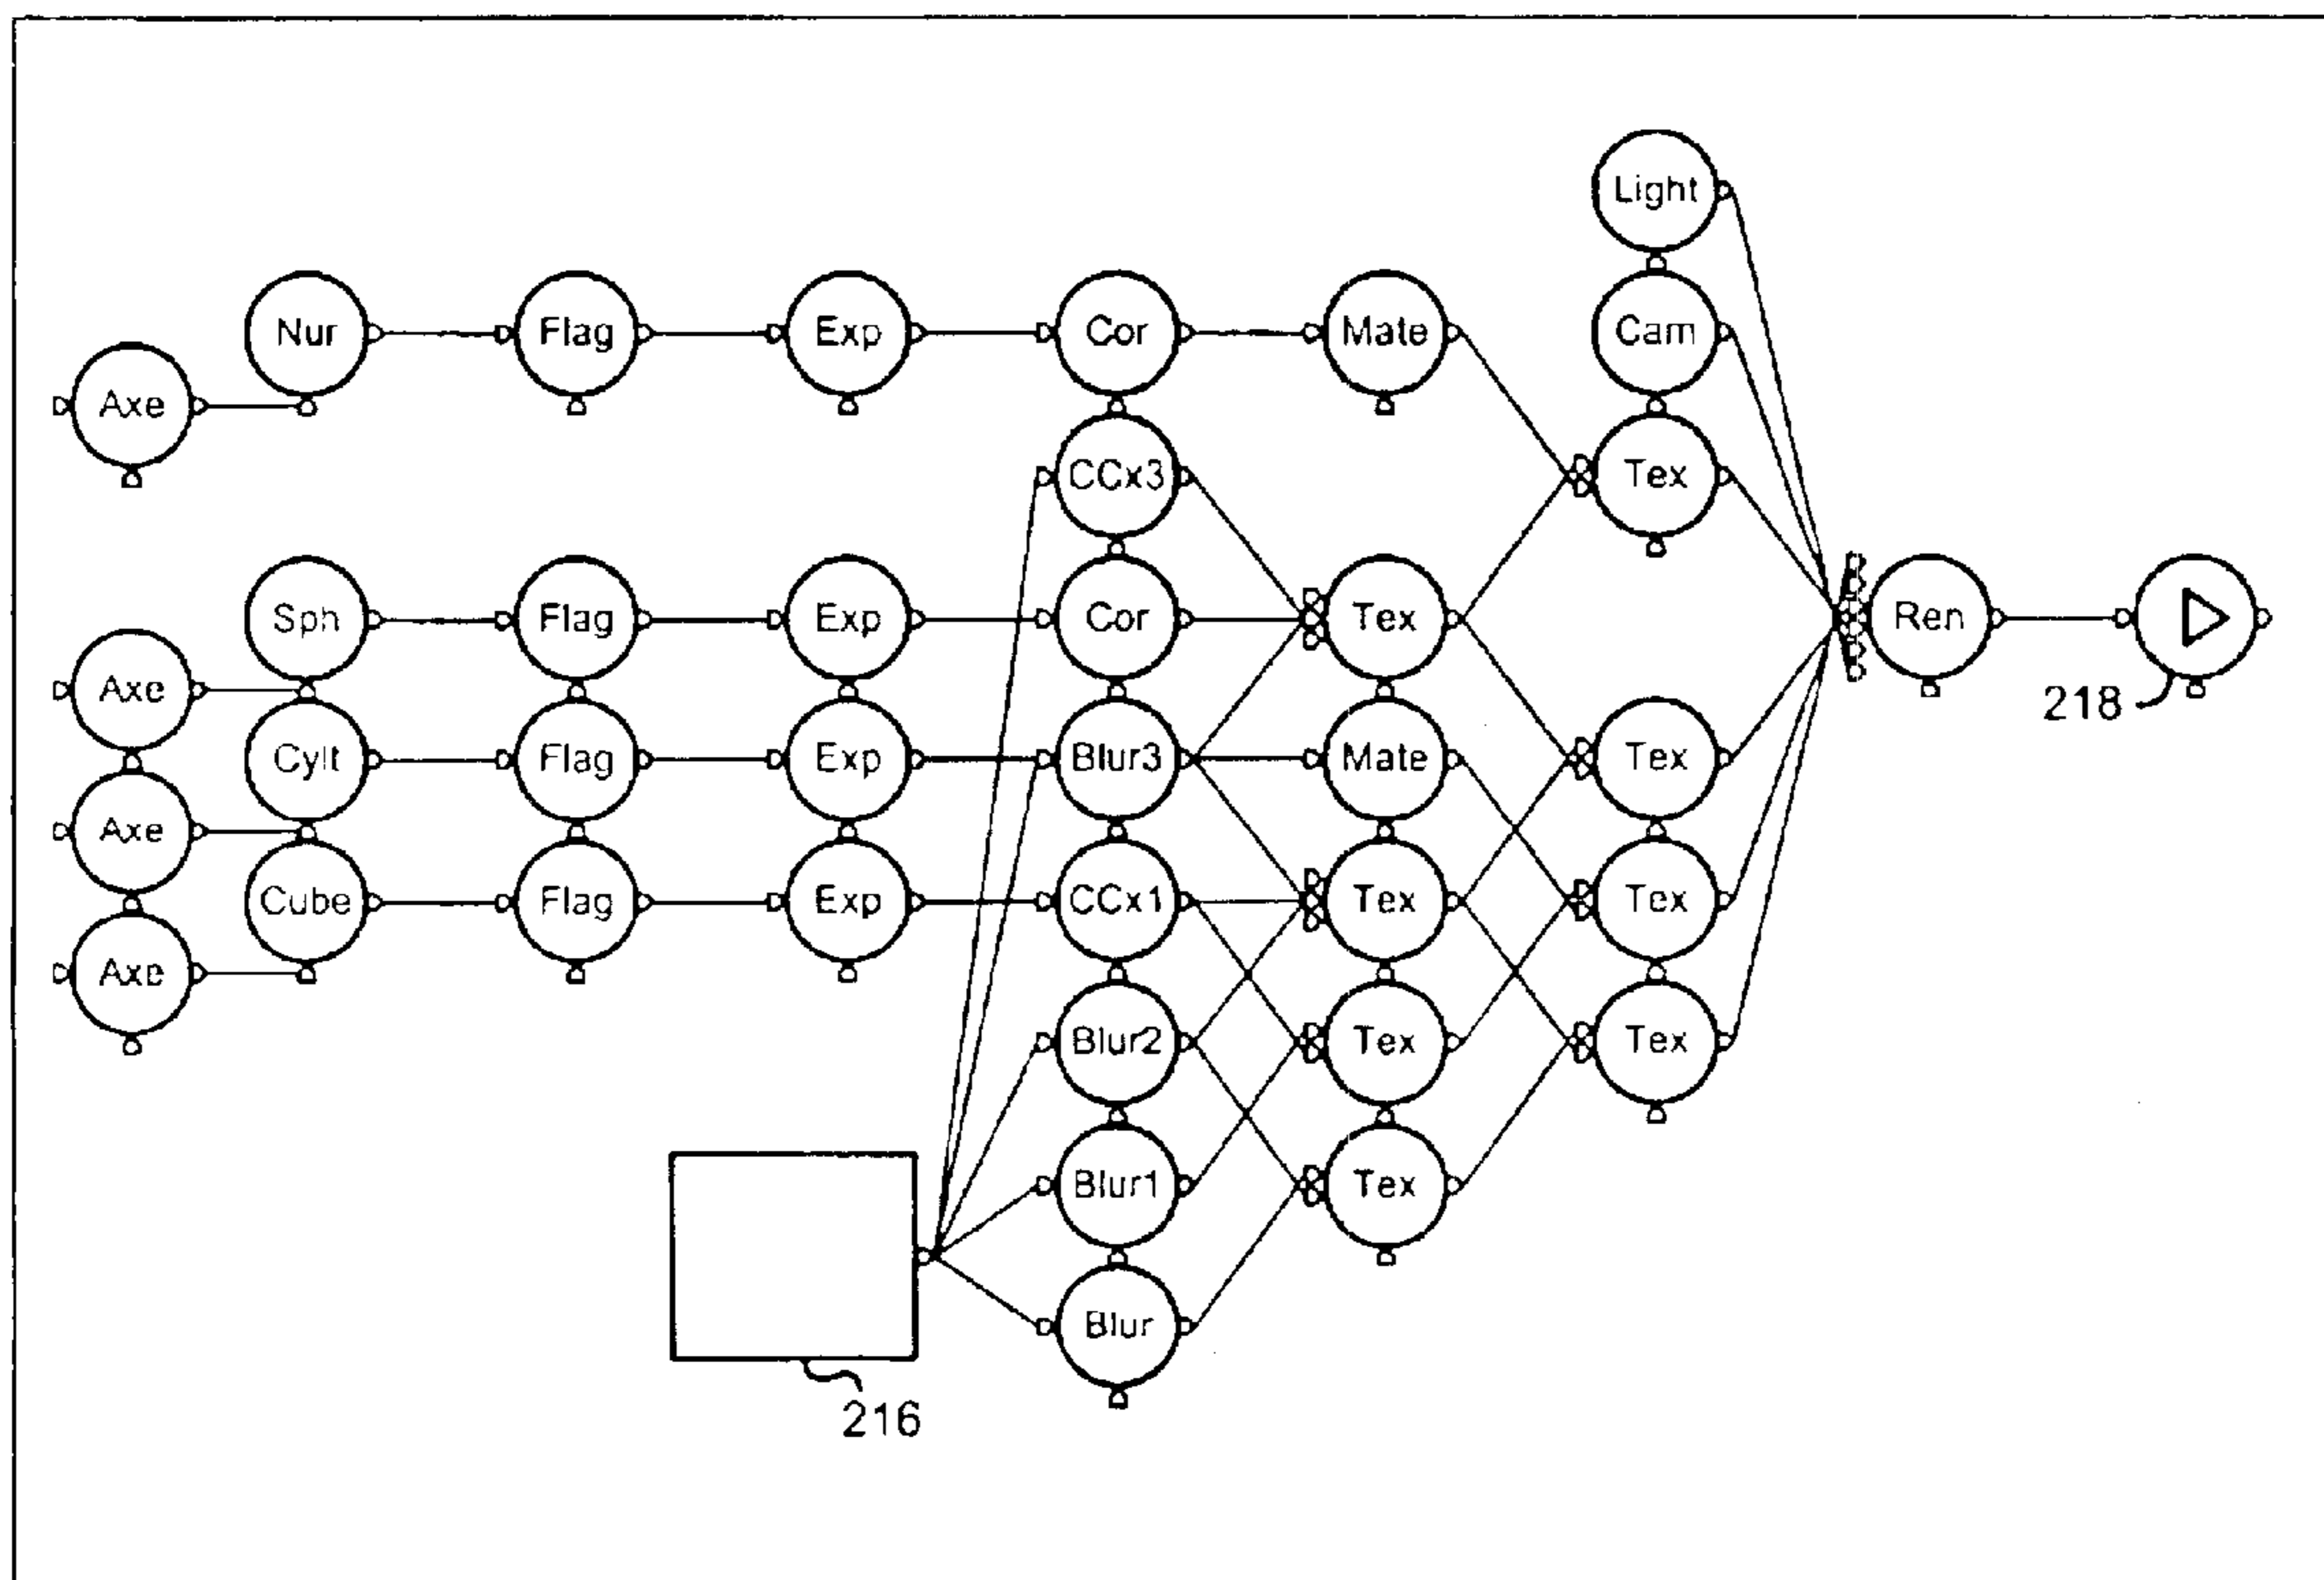 Light
Nur Flag Exp Cor Mate Cam
Axe
CCx3 Tex
Sph Flag Exp Cor Tex Ren
Axe
218
Cylt Flag Exp Blur3 Mate Tex
Axe
Cube Flag Exp CCx1 Tex Tex
Axe
Blur2 Tex Tex
Blur1 Tex
Blur
216